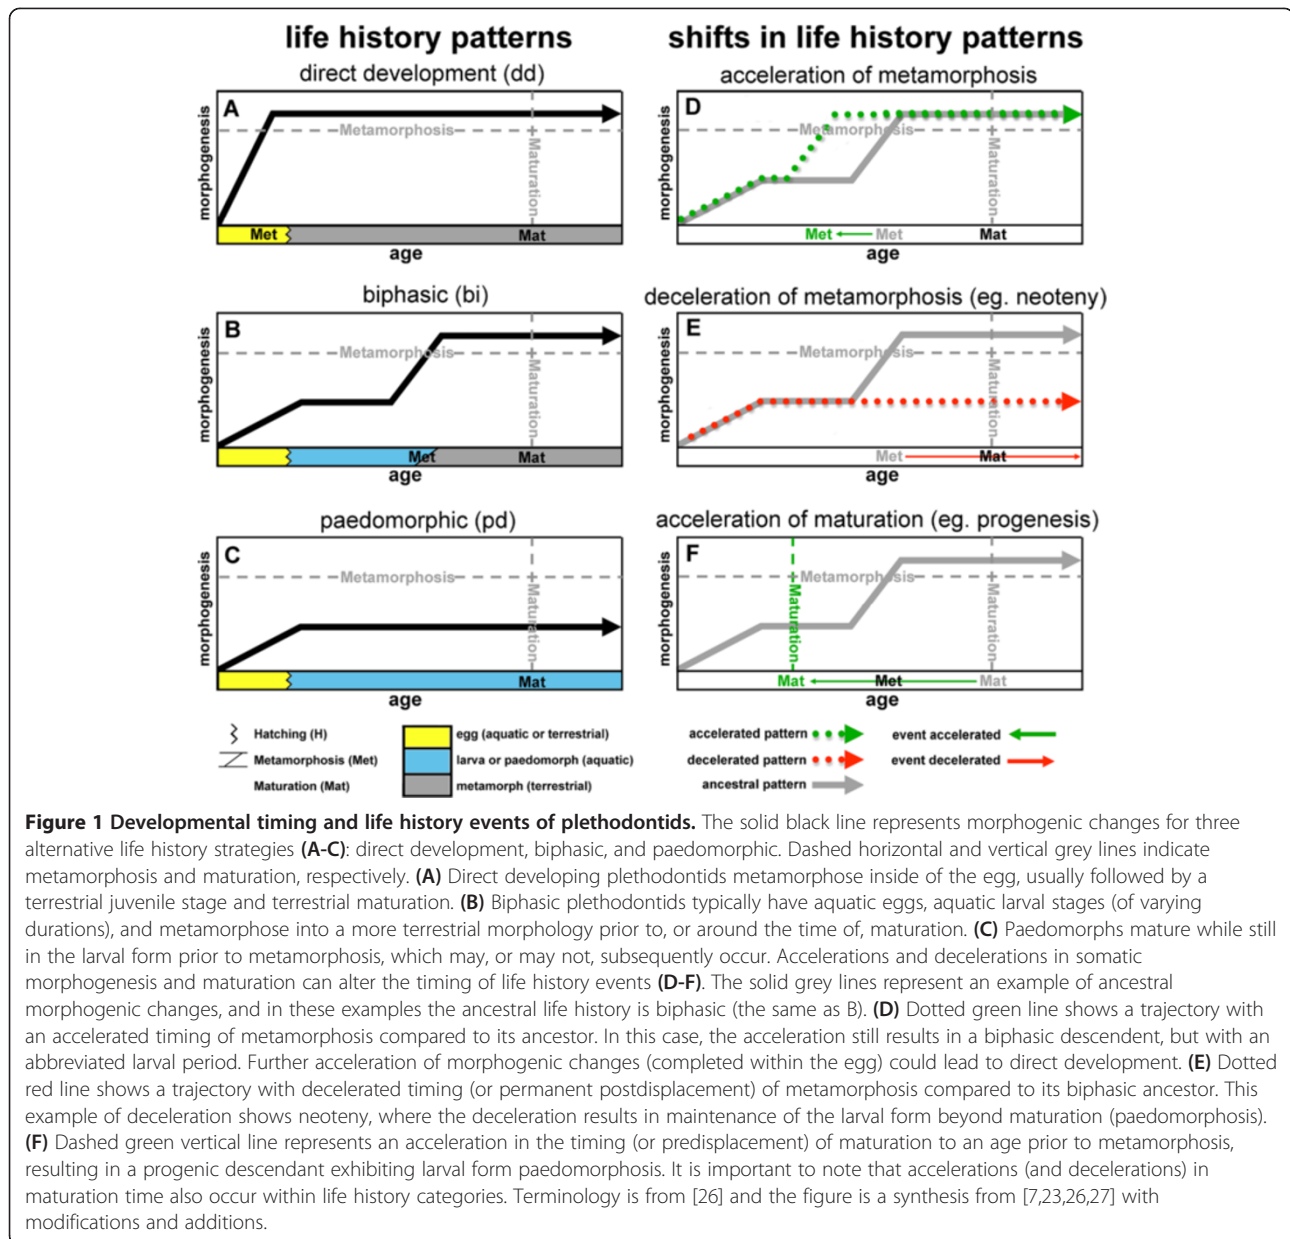 life history patterns
shifts in life history patterns
direct development (dd)
A
morphogenesis
Metamorphosis
Maturation
Met
Mat
age
acceleration of metamorphosis
D
morphogenesis
Metamorphosis
Maturation
Met
Met
Mat
age
biphasic (bi)
B
morphogenesis
Metamorphosis
Maturation
Met
Mat
age
deceleration of metamorphosis (eg. neoteny)
E
morphogenesis
Metamorphosis
Maturation
Met
Mat
age
paedomorphic (pd)
C
morphogenesis
Metamorphosis
Maturation
Mat
age
acceleration of maturation (eg. progenesis)
F
morphogenesis
Metamorphosis
Maturation
Maturation
Mat
Met
Mat
age
Hatching (H)
Metamorphosis (Met)
Maturation (Mat)
egg (aquatic or terrestrial)
larva or paedomorph (aquatic)
metamorph (terrestrial)
accelerated pattern
decelerated pattern
ancestral pattern
event accelerated
event decelerated
Figure 1 Developmental timing and life history events of plethodontids. The solid black line represents morphogenic changes for three
alternative life history strategies (A-C): direct development, biphasic, and paedomorphic. Dashed horizontal and vertical grey lines indicate
metamorphosis and maturation, respectively. (A) Direct developing plethodontids metamorphose inside of the egg, usually followed by a
terrestrial juvenile stage and terrestrial maturation. (B) Biphasic plethodontids typically have aquatic eggs, aquatic larval stages (of varying
durations), and metamorphose into a more terrestrial morphology prior to, or around the time of, maturation. (C) Paedomorphs mature while still
in the larval form prior to metamorphosis, which may, or may not, subsequently occur. Accelerations and decelerations in somatic
morphogenesis and maturation can alter the timing of life history events (D-F). The solid grey lines represent an example of ancestral
morphogenic changes, and in these examples the ancestral life history is biphasic (the same as B). (D) Dotted green line shows a trajectory with
an accelerated timing of metamorphosis compared to its ancestor. In this case, the acceleration still results in a biphasic descendent, but with an
abbreviated larval period. Further acceleration of morphogenic changes (completed within the egg) could lead to direct development. (E) Dotted
red line shows a trajectory with decelerated timing (or permanent postdisplacement) of metamorphosis compared to its biphasic ancestor. This
example of deceleration shows neoteny, where the deceleration results in maintenance of the larval form beyond maturation (paedomorphosis).
(F) Dashed green vertical line represents an acceleration in the timing (or predisplacement) of maturation to an age prior to metamorphosis,
resulting in a progenic descendant exhibiting larval form paedomorphosis. It is important to note that accelerations (and decelerations) in
maturation time also occur within life history categories. Terminology is from [26] and the figure is a synthesis from [7,23,26,27] with
modifications and additions.